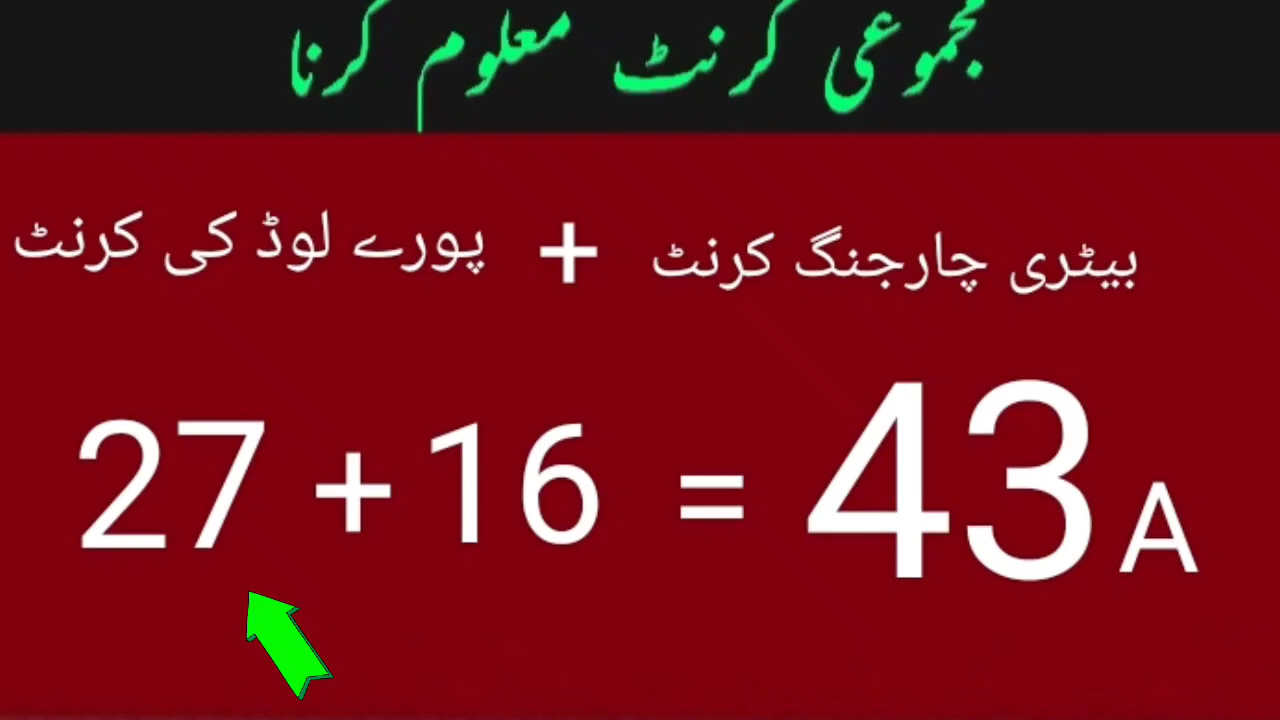 مجموعی کرنٹ معلوم کرنا
بیٹری چارجنگ کرنٹ + پورے لوڈ کی کرنٹ
27 + 16 = 43 A